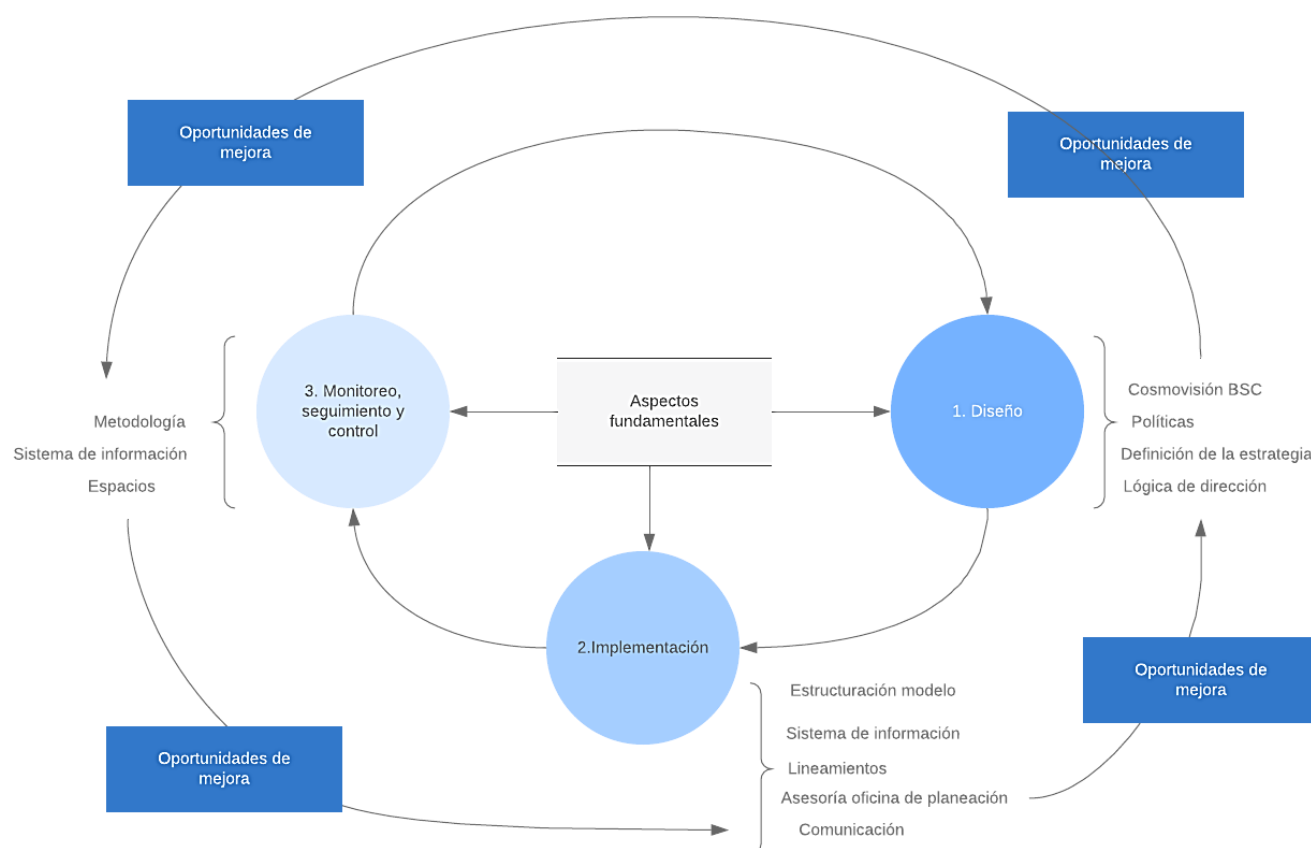 Oportunidades de
mejora
Oportunidades de
mejora
3. Monitoreo,
seguimiento y
control
Aspectos
fundamentales
1. Diseño
Metodología
Sistema de información
Espacios
Cosmovisión BSC
Políticas
Definición de la estrategia
Lógica de dirección
2.Implementación
Estructuración modelo
Sistema de información
Lineamientos
Asesoría oficina de planeación
Comunicación
Oportunidades de
mejora
Oportunidades de
mejora